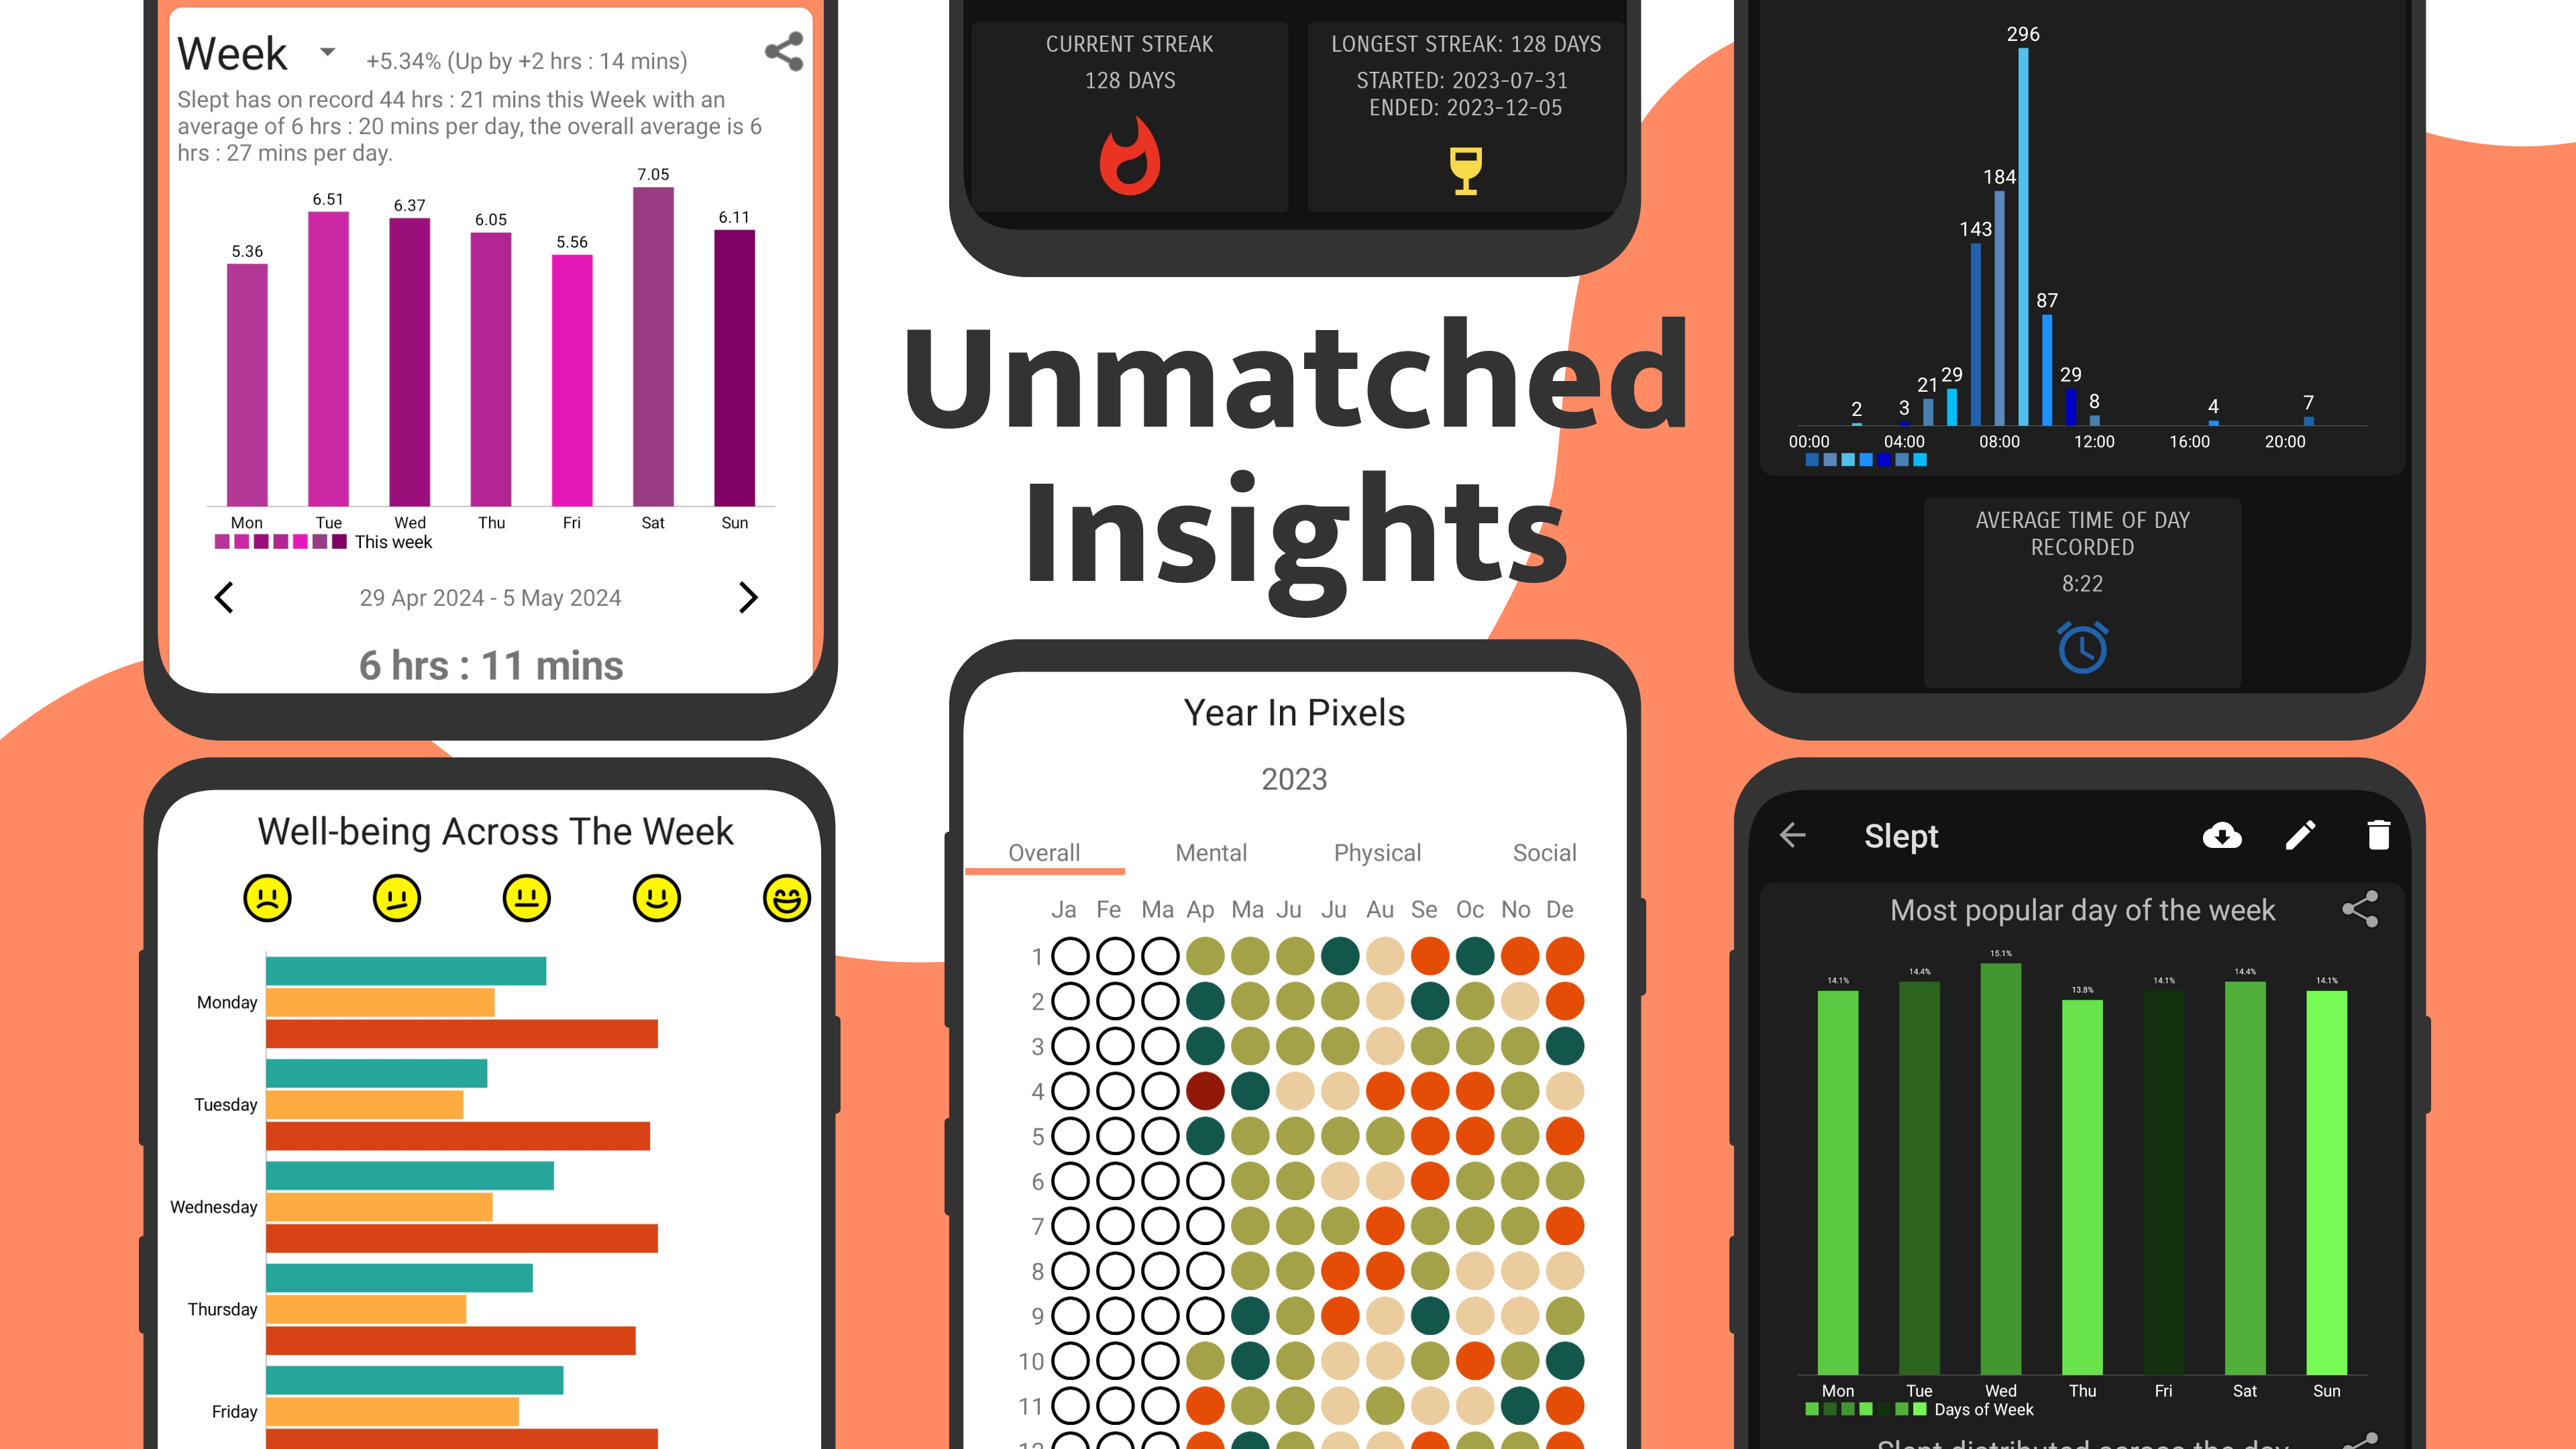 Week
+5.34% (Up by +2 hrs : 14 mins)
Slept has on record 44 hrs : 21 mins this Week with an
average of 6 hrs : 20 mins per day, the overall average is 6
hrs : 27 mins per day.
5.36
6.51
6.37
6.05
5.56
7.05
6.11
Mon Tue Wed Thu Fri Sat Sun
This week
29 Apr 2024 - 5 May 2024
6 hrs : 11 mins
CURRENT STREAK
128 DAYS
LONGEST STREAK: 128 DAYS
STARTED: 2023-07-31
ENDED: 2023-12-05
Unmatched
Insights
296
184
143
87
29
21
29
8
2
3
4
7
00:00 04:00 08:00 12:00 16:00 20:00
AVERAGE TIME OF DAY
RECORDED
8:22
Well-being Across The Week
Monday
Tuesday
Wednesday
Thursday
Friday
Year In Pixels
2023
Overall Mental Physical Social
Ja Fe Ma Ap Ma Ju Ju Au Se Oc No De
1
2
3
4
5
6
7
8
9
10
11
12
Slept
Most popular day of the week
14.1% 14.4% 15.1% 13.8% 14.1% 14.4% 14.1%
Mon Tue Wed Thu Fri Sat Sun
Days of Week
Slept distributed across the day